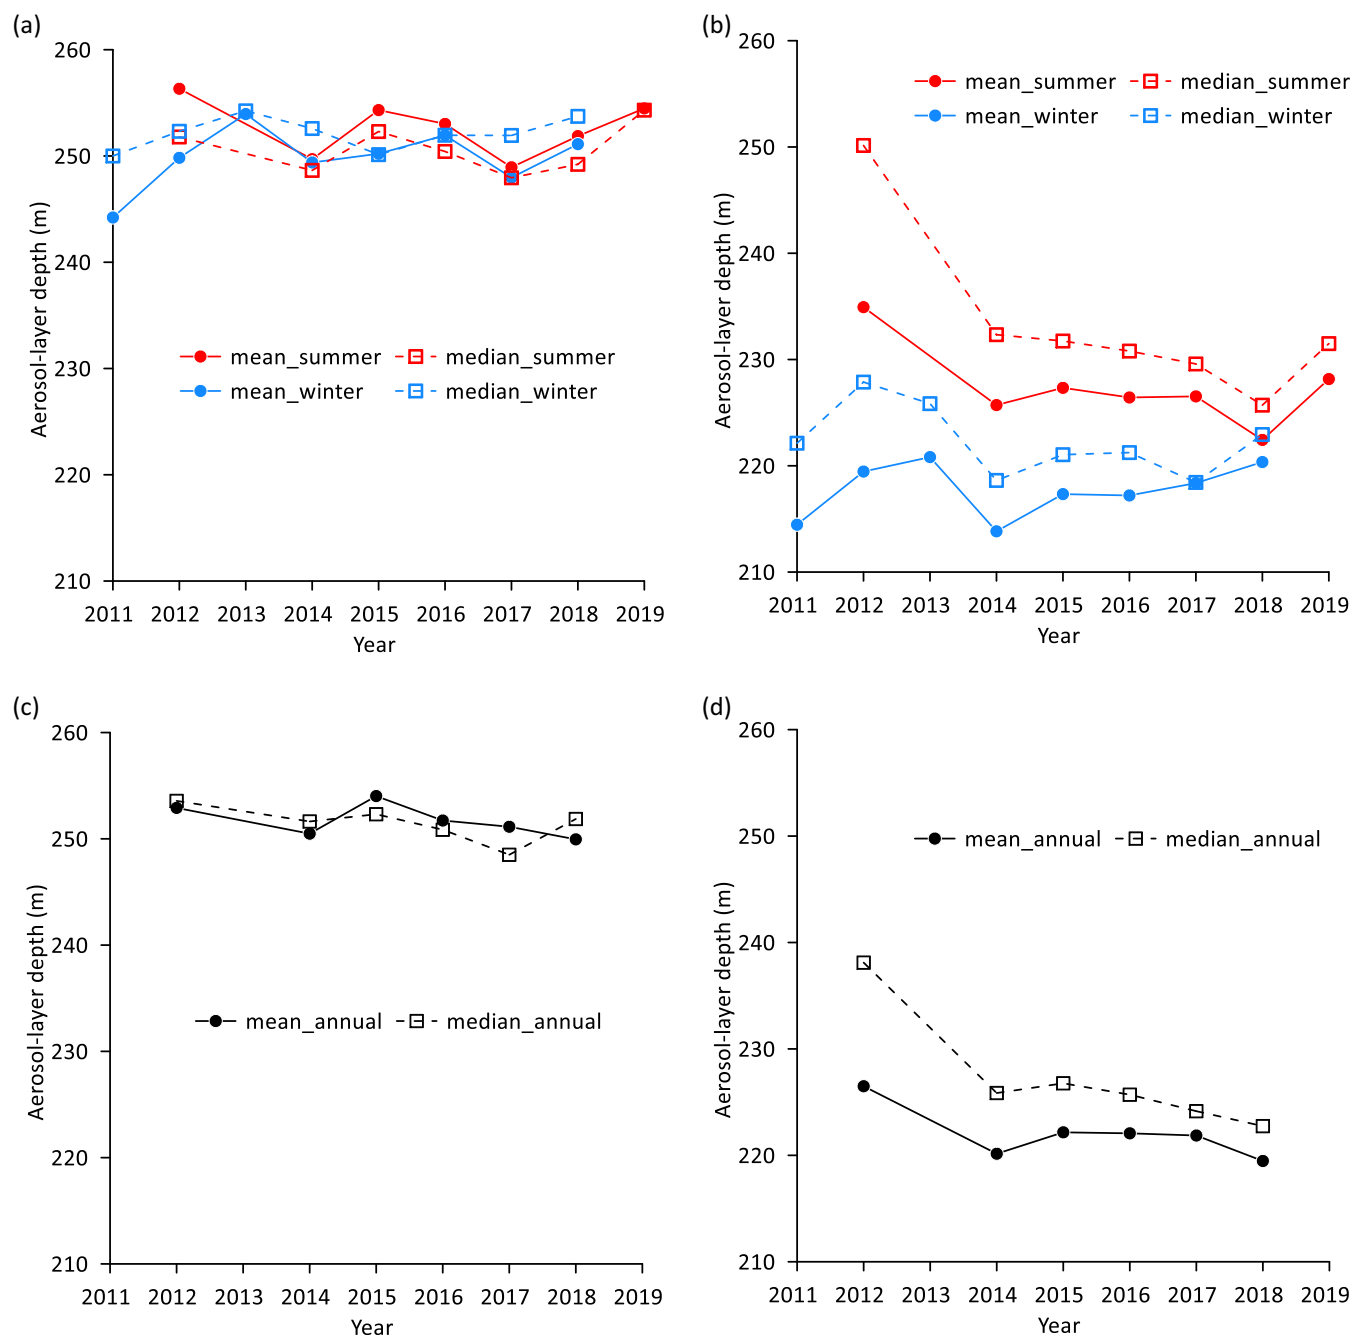 (a)
260
250
240
230
220
210
Aerosol-layer depth (m)
mean_summer median_summer
mean_winter median_winter
2011 2012 2013 2014 2015 2016 2017 2018 2019
Year
(b)
260
250
240
230
220
210
Aerosol-layer depth (m)
mean_summer median_summer
mean_winter median_winter
2011 2012 2013 2014 2015 2016 2017 2018 2019
Year
(c)
260
250
240
230
220
210
Aerosol-layer depth (m)
mean_annual median_annual
2011 2012 2013 2014 2015 2016 2017 2018 2019
Year
(d)
260
250
240
230
220
210
Aerosol-layer depth (m)
mean_annual median_annual
2011 2012 2013 2014 2015 2016 2017 2018 2019
Year